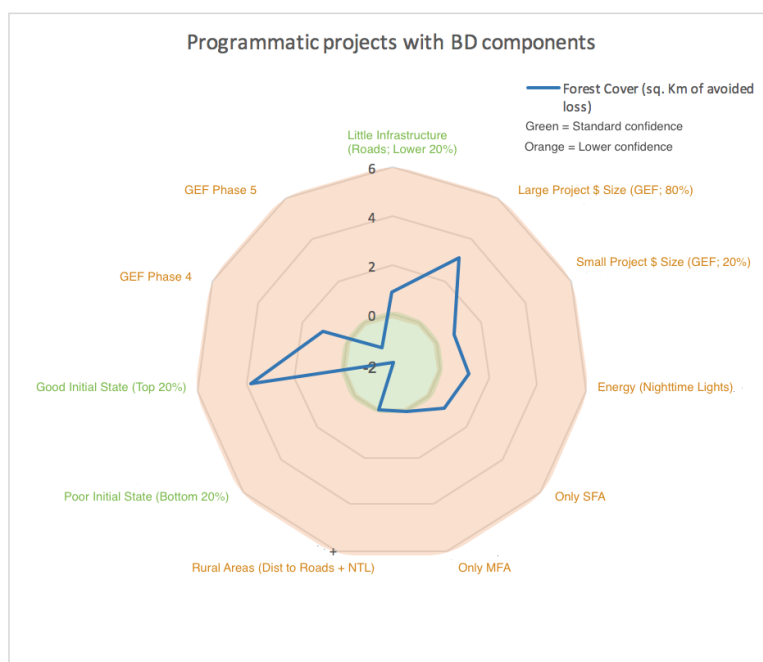 Programmatic projects with BD components
Forest Cover (sq. Km of avoided
loss)
Green = Standard confidence
Orange = Lower confidence
Little Infrastructure
(Roads; Lower 20%)
Large Project $ Size (GEF; 80%)
Small Project $ Size (GEF; 20%)
Energy (Nighttime Lights).
Only SFA
Only MFA
Rural Areas (Dist to Roads + NTL)
Poor Initial State (Bottom 20%)
Good Initial State (Top 20%)
GEF Phase 4
GEF Phase 5
6
4
2
0
-2
+